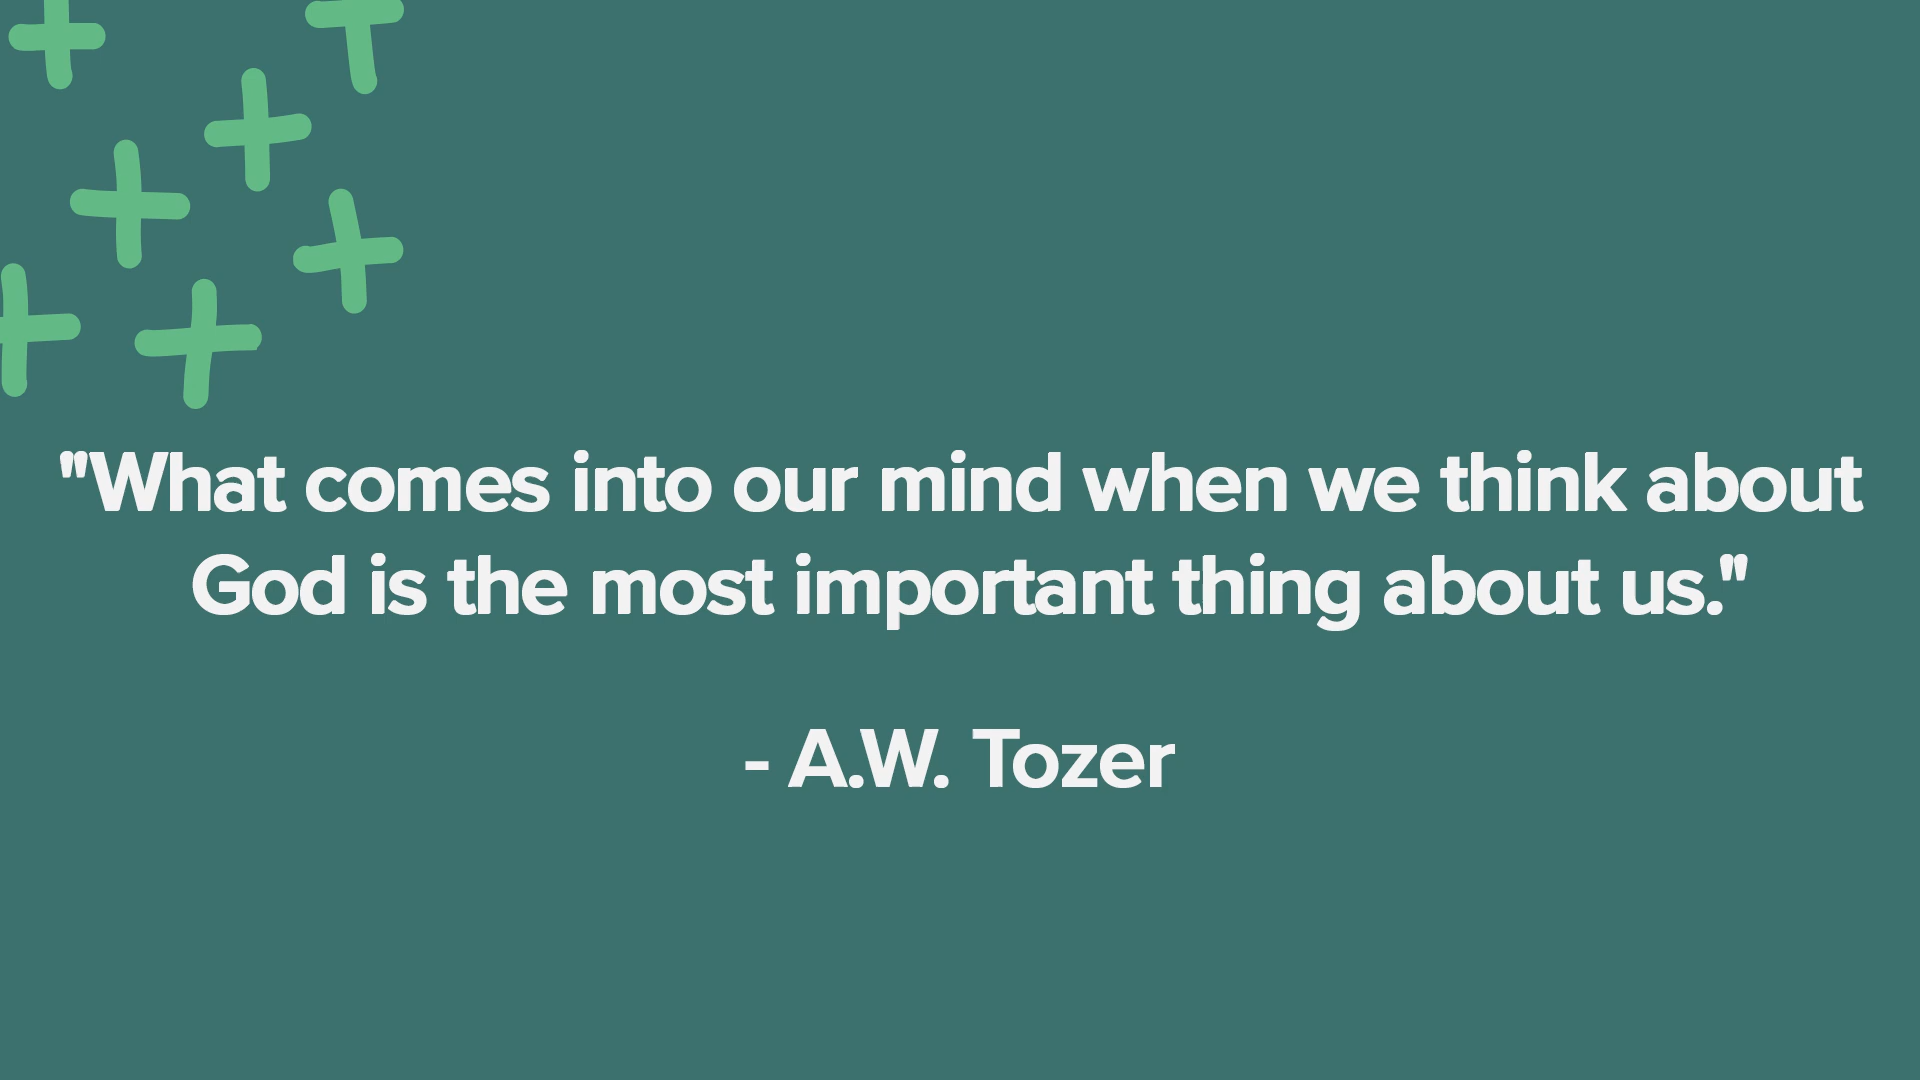 "What comes into our mind when we think about
God is the most important thing about us."
- A.W. Tozer